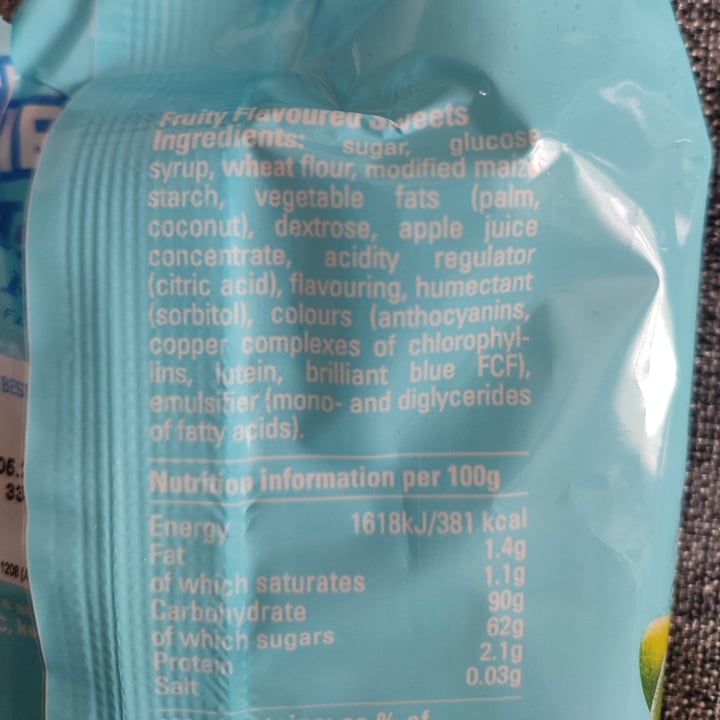 Fruity Flavoured Sweets
Ingredients: sugar, glucose
syrup, wheat flour, modified maize
starch, vegetable fats (palm,
coconut), dextrose, apple juice
concentrate, acidity regulator
(citric acid), flavouring, humectant
(sorbitol), colours (anthocyanins,
copper complexes of chlorophyl-
lins, lutein, brilliant blue FCF),
emulsifier (mono- and diglycerides
of fatty acids).
Nutrition information per 100g
Energy 1618kJ/381 kcal
Fat 1.4g
of which saturates 1.1g
Carbohydrate 90g
of which sugars 62g
Protein 2.1g
Salt 0.03g
BEST
33
1208